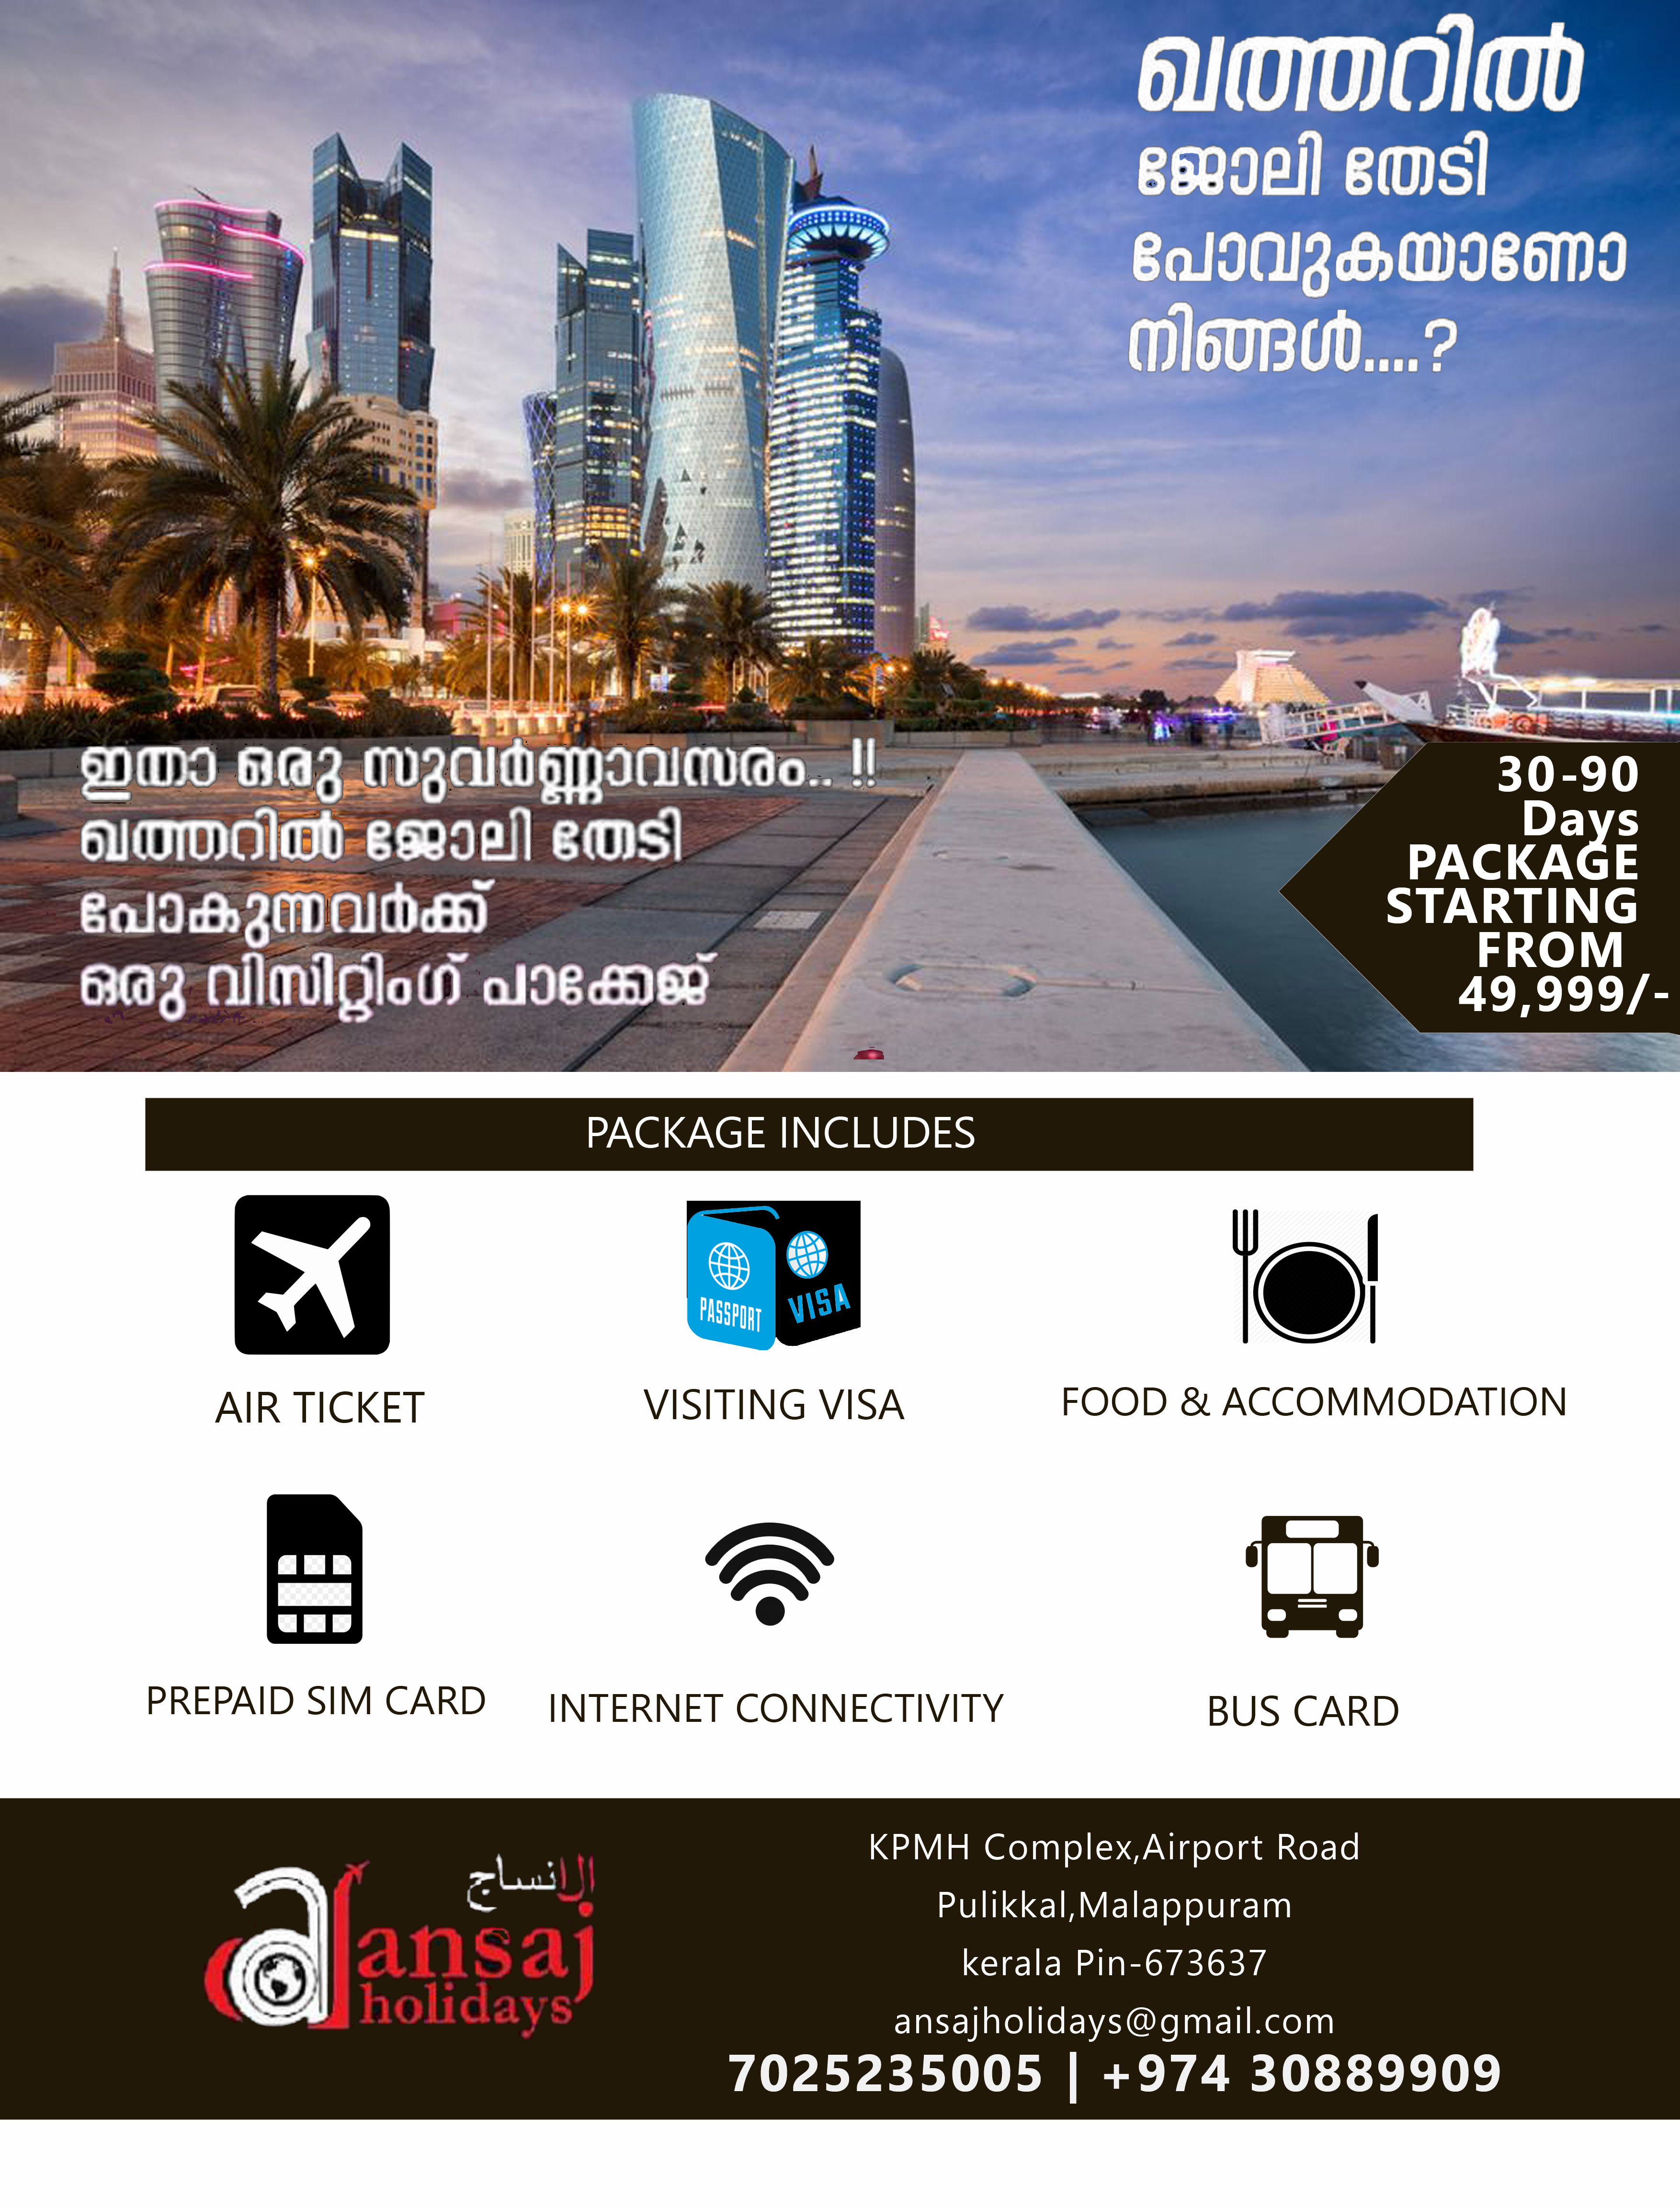 ഖത്തറിൽ
ജോലി തേടി
പോവുകയാണോ
നിങ്ങൾ....?
ഇതാ ഒരു സുവർണ്ണാവസരം.. !!
ഖത്തറിൽ ജോലി തേടി
പോകുന്നവർക്ക്
ഒരു വിസിറ്റിംഗ് പാക്കേജ്
30-90
Days
PACKAGE
STARTING
FROM
49,999/-
PACKAGE INCLUDES
PASSPORT VISA
AIR TICKET
VISITING VISA
FOOD & ACCOMMODATION
PREPAID SIM CARD
INTERNET CONNECTIVITY
BUS CARD
الانساج
al ansaj
holidays
KPMH Complex,Airport Road
Pulikkal,Malappuram
kerala Pin-673637
ansajholidays@gmail.com
7025235005 | +974 30889909